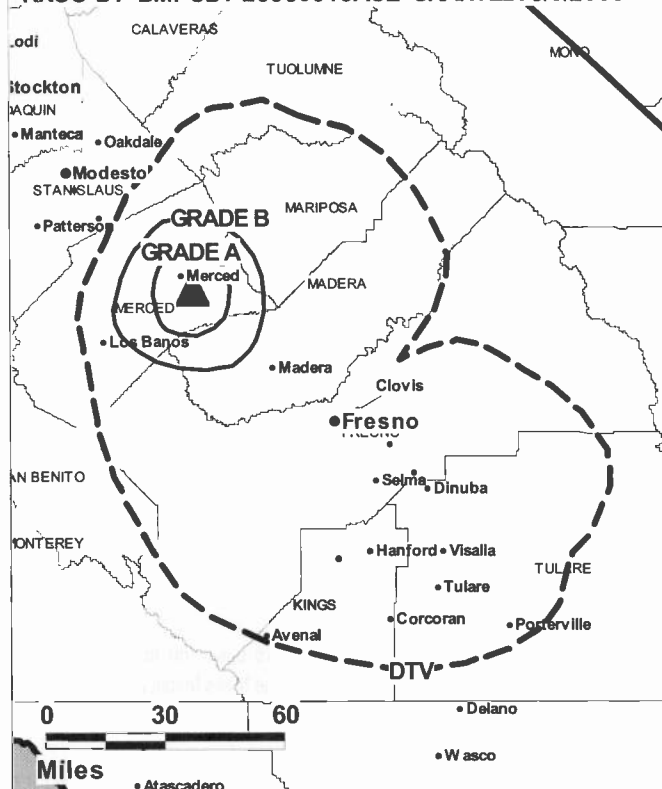 CALAVERAS
.odi
MONO
TUOLUMNE
Stockton
OAQUIN
Manteca
Oakdale
Modesto
STANISLAUS
MARIPOSA
GRADE B
Patterson
GRADE A
Merced
MADERA
MERCED
Los Banos
Madera
Clovis
Fresno
FRESNO
AN BENITO
Selma
Dinuba
MONTEREY
Hanford
Visalia
TULARE
Tulare
KINGS
Corcoran
Porterville
Avenal
DTV
Delano
0 30 60
Wasco
Miles
Atascadero